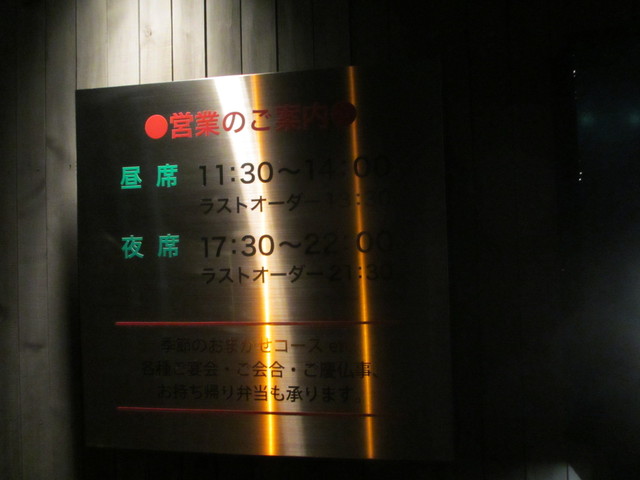 ●営業のご案内●
昼席 11:30～14:00
ラストオーダー 13:30
夜席 17:30～22:00
ラストオーダー 21:30
季節のおまかせコース
各種ご宴会・ご会合・ご慶仏事、
お持ち帰り弁当も承ります。